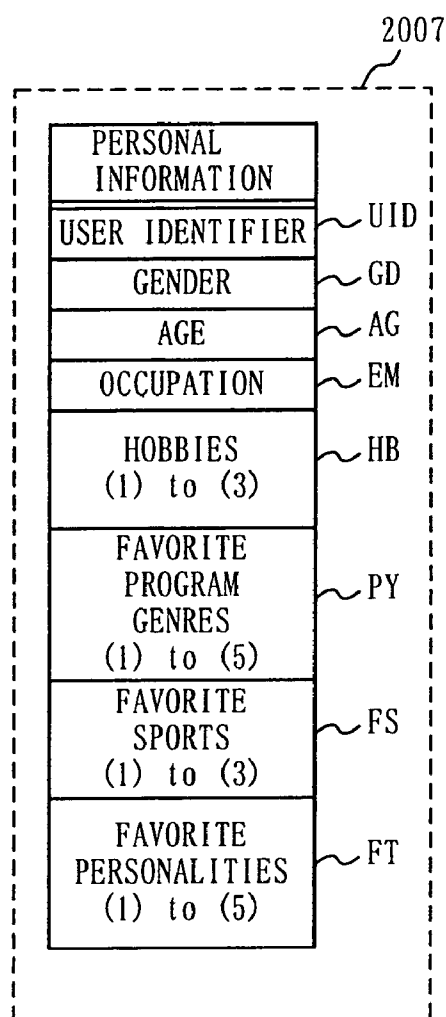 2007
PERSONAL
INFORMATION
USER IDENTIFIER
UID
GENDER
GD
AGE
AG
OCCUPATION
EM
HOBBIES
(1) to (3)
HB
FAVORITE
PROGRAM
GENRES
(1) to (5)
PY
FAVORITE
SPORTS
(1) to (3)
FS
FAVORITE
PERSONALITIES
(1) to (5)
FT